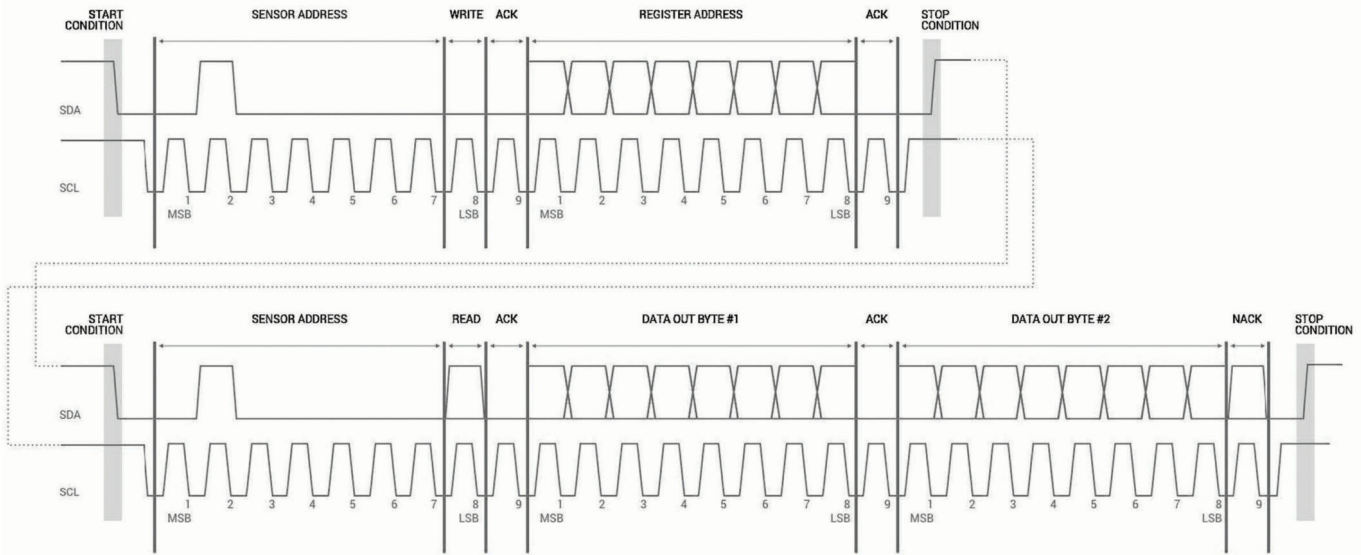 START CONDITION SENSOR ADDRESS WRITE ACK REGISTER ADDRESS ACK STOP CONDITION
SDA
SCL
1 2 3 4 5 6 7 8 9 1 2 3 4 5 6 7 8 9
MSB LSB MSB LSB
START CONDITION SENSOR ADDRESS READ ACK DATA OUT BYTE #1 ACK DATA OUT BYTE #2 NACK STOP CONDITION
SDA
SCL
1 2 3 4 5 6 7 8 9 1 2 3 4 5 6 7 8 9 1 2 3 4 5 6 7 8 9
MSB LSB MSB LSB MSB LSB